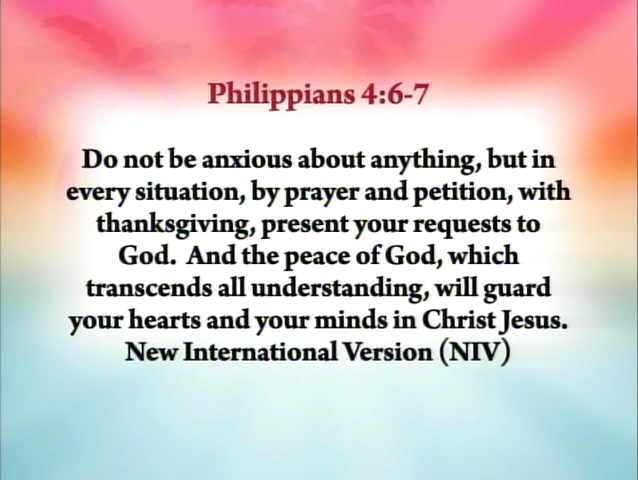 Philippians 4:6-7
Do not be anxious about anything, but in
every situation, by prayer and petition, with
thanksgiving, present your requests to
God.  And the peace of God, which
transcends all understanding, will guard
your hearts and your minds in Christ Jesus.
New International Version (NIV)